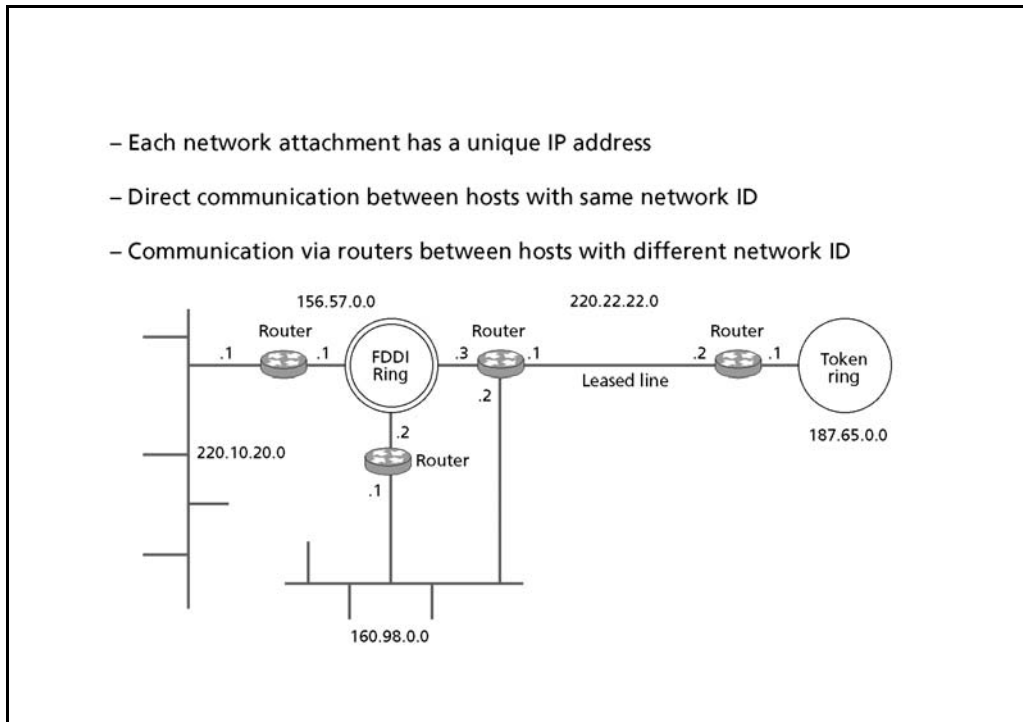 – Each network attachment has a unique IP address
– Direct communication between hosts with same network ID
– Communication via routers between hosts with different network ID
156.57.0.0
220.22.22.0
Router
Router
Router
.1
.1
FDDI
Ring
.3
.1
.2
.1
Token
ring
Leased line
.2
.2
187.65.0.0
220.10.20.0
Router
.1
160.98.0.0